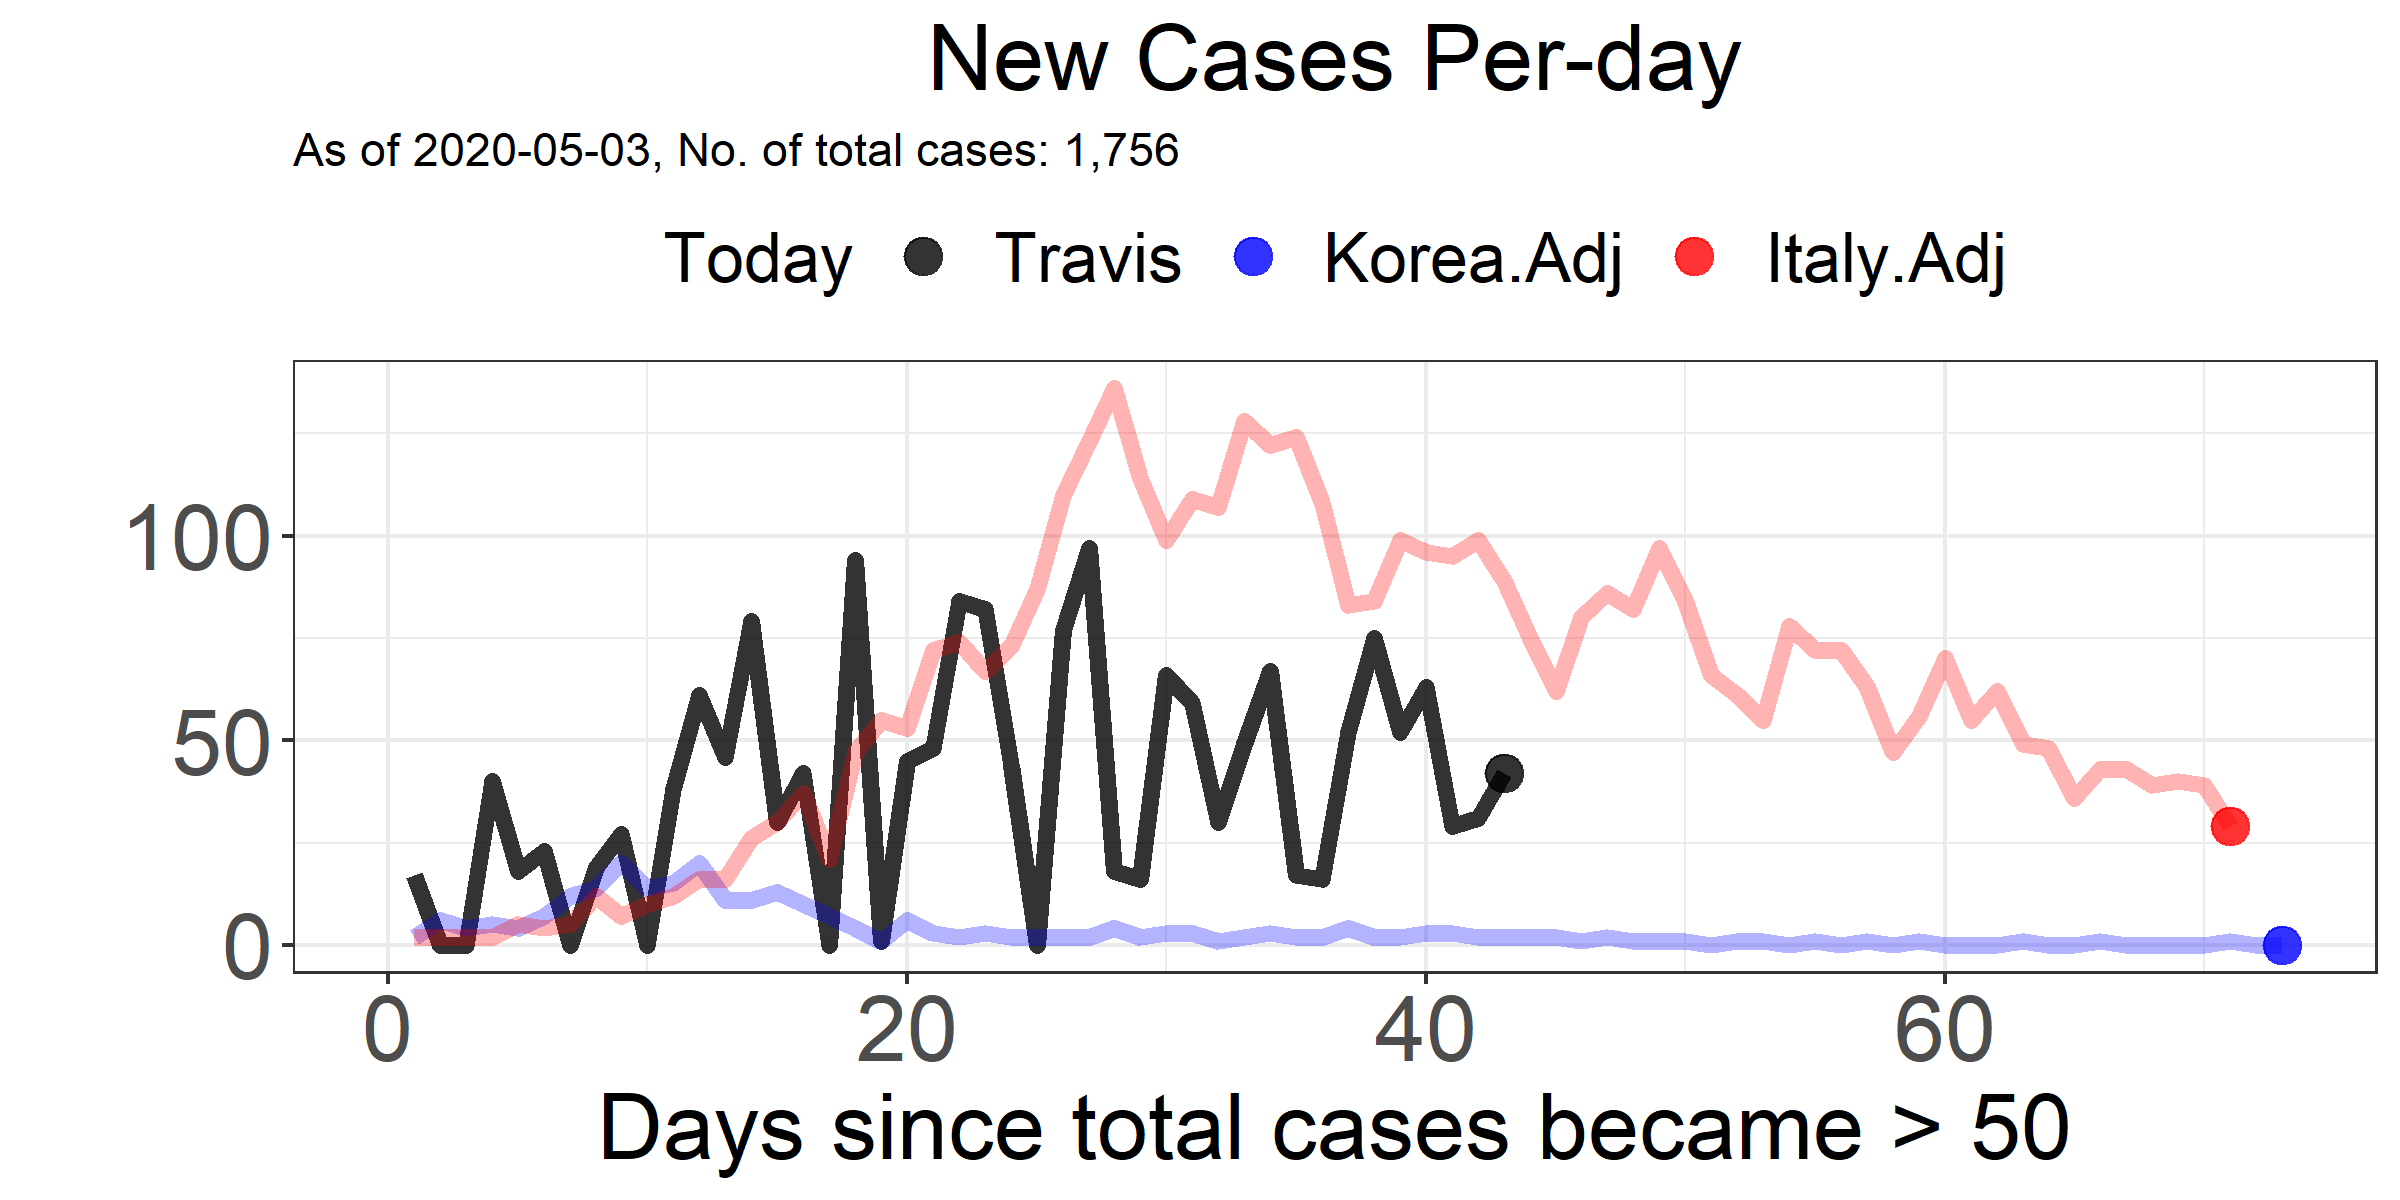 New Cases Per-day
As of 2020-05-03, No. of total cases: 1,756
Today Travis Korea.Adj Italy.Adj
100
50
0
0 20 40 60
Days since total cases became > 50